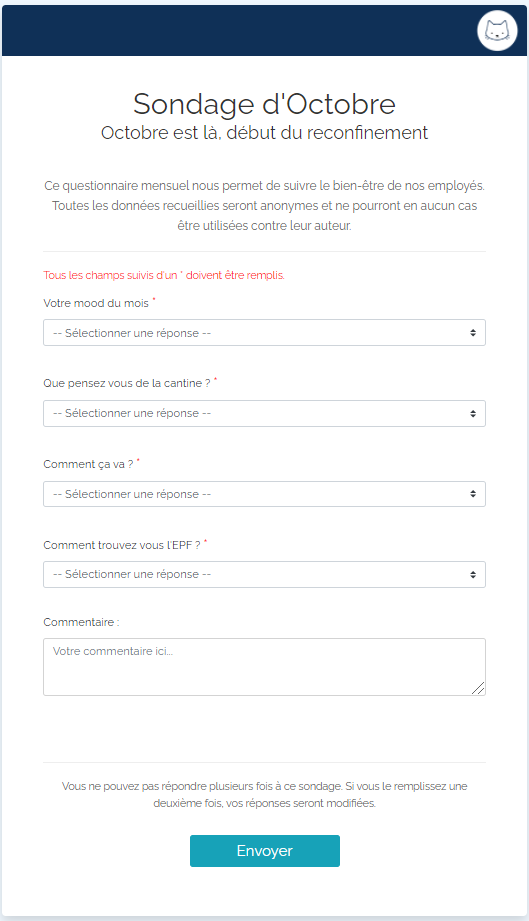 Sondage d'Octobre
Octobre est là, début du reconfinement
Ce questionnaire mensuel nous permet de suivre le bien-être de nos employés.
Toutes les données recueillies seront anonymes et ne pourront en aucun cas
être utilisées contre leur auteur.
Tous les champs suivis d'un * doivent être remplis.
Votre mood du mois *
-- Sélectionner une réponse --
Que pensez vous de la cantine ? *
-- Sélectionner une réponse --
Comment ça va ? *
-- Sélectionner une réponse --
Comment trouvez vous l'EPF ? *
-- Sélectionner une réponse --
Commentaire :
Votre commentaire ici...
Vous ne pouvez pas répondre plusieurs fois à ce sondage. Si vous le remplissez une
deuxième fois, vos réponses seront modifiées.
Envoyer